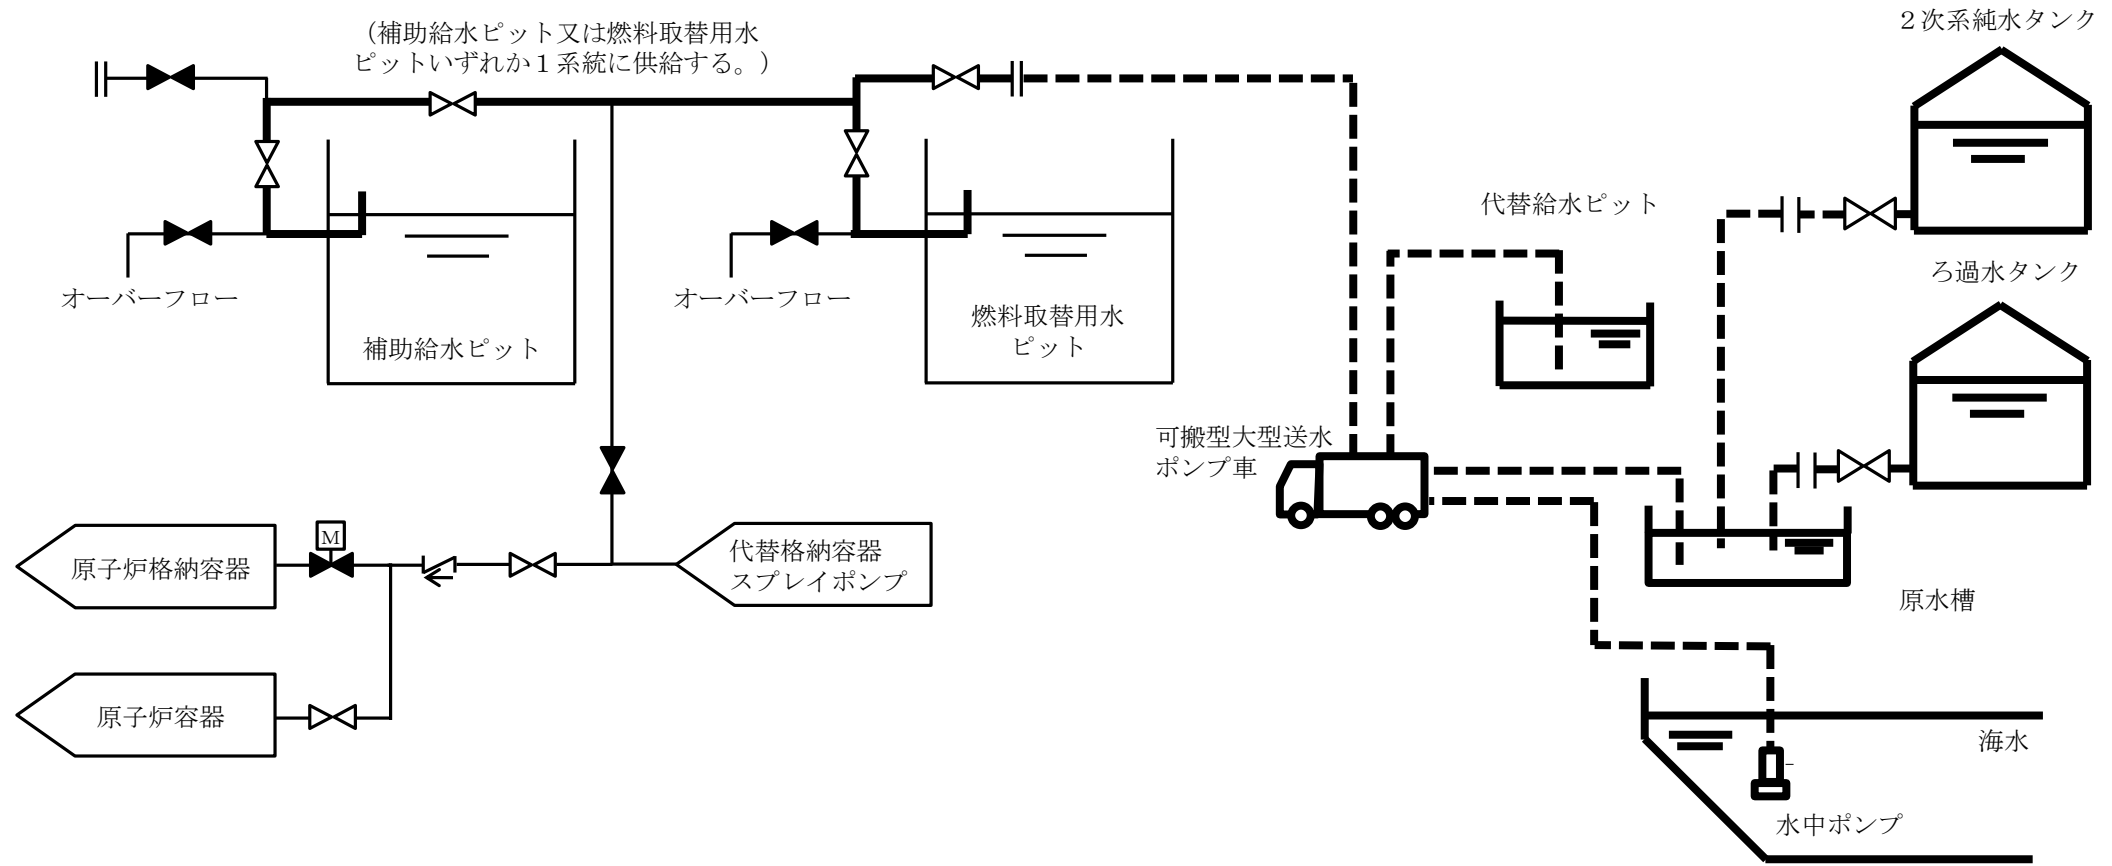 （補助給水ピット又は燃料取替用水
ピットいずれか１系統に供給する。）
２次系純水タンク
代替給水ピット
ろ過水タンク
オーバーフロー
オーバーフロー
燃料取替用水
ピット
補助給水ピット
可搬型大型送水
ポンプ車
M
原子炉格納容器
代替格納容器
スプレイポンプ
原水槽
原子炉容器
海水
水中ポンプ